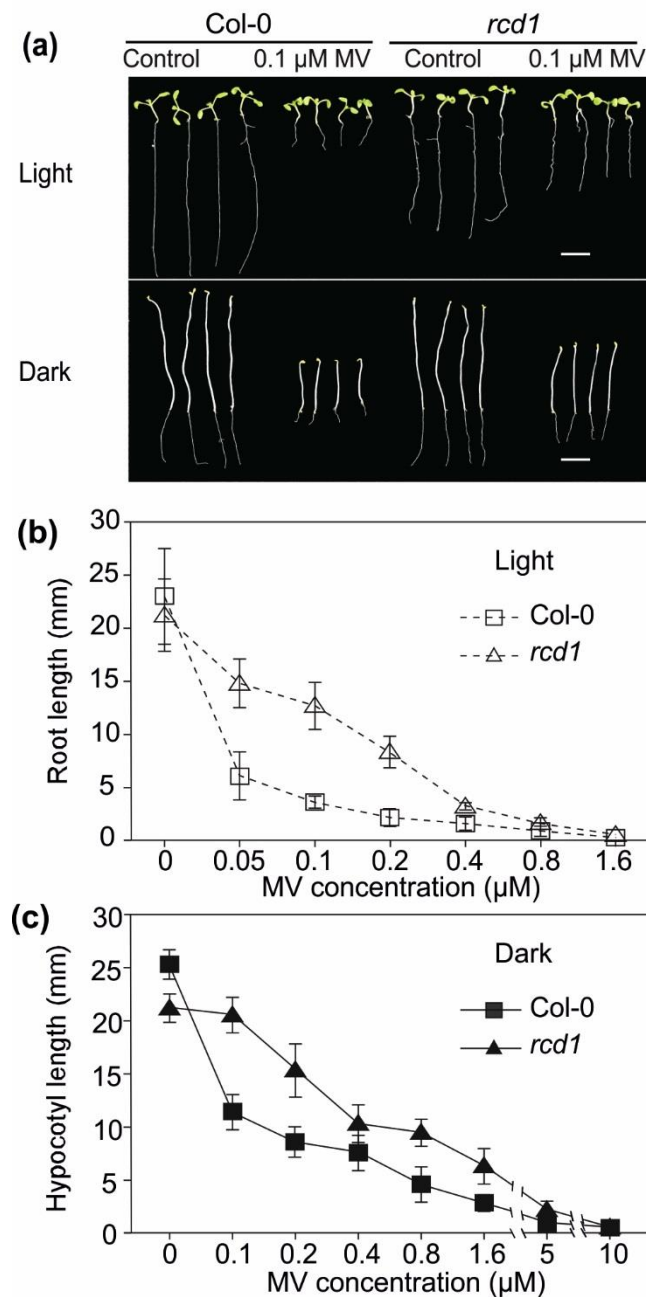 (a)
Col-0 rcd1
Control 0.1 µM MV Control 0.1 µM MV
Light
Dark
(b)
30
25
20
15
10
5
0
Root length (mm)
Light
Col-0
rcd1
0 0.05 0.1 0.2 0.4 0.8 1.6
MV concentration (µM)
(c)
30
25
20
15
10
5
0
Hypocotyl length (mm)
Dark
Col-0
rcd1
0 0.1 0.2 0.4 0.8 1.6 5 10
MV concentration (µM)